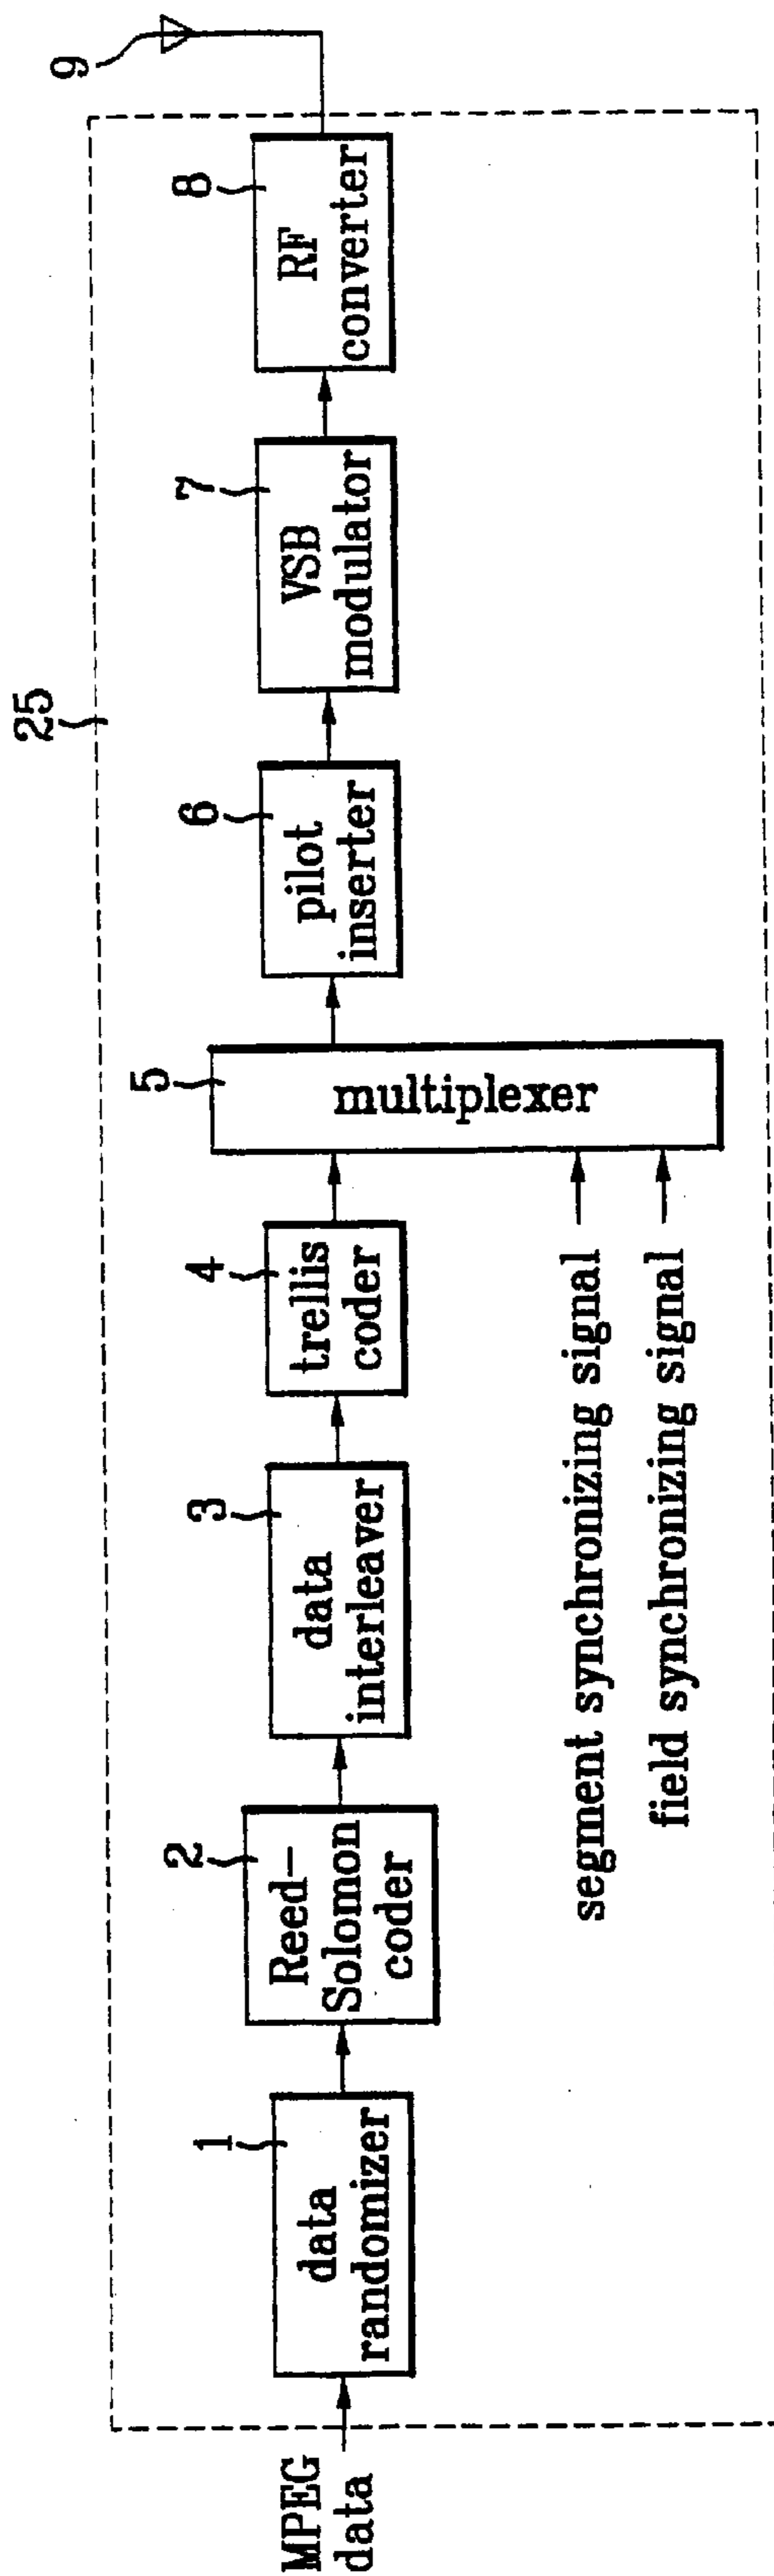 25
9
1
data
randomizer
2
Reed-
Solomon
coder
3
data
interleaver
4
trellis
coder
5
multiplexer
6
pilot
inserter
7
VSB
modulator
8
RF
converter
MPEG
data
segment synchronizing signal
field synchronizing signal